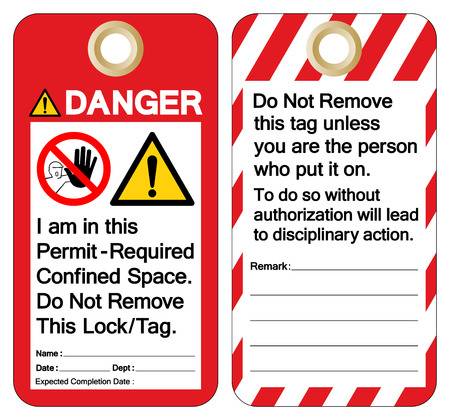 DANGER
I am in this
Permit-Required
Confined Space.
Do Not Remove
This Lock/Tag.
Name:
Date: Dept:
Expected Completion Date :
Do Not Remove
this tag unless
you are the person
who put it on.
To do so without
authorization will lead
to disciplinary action.
Remark: